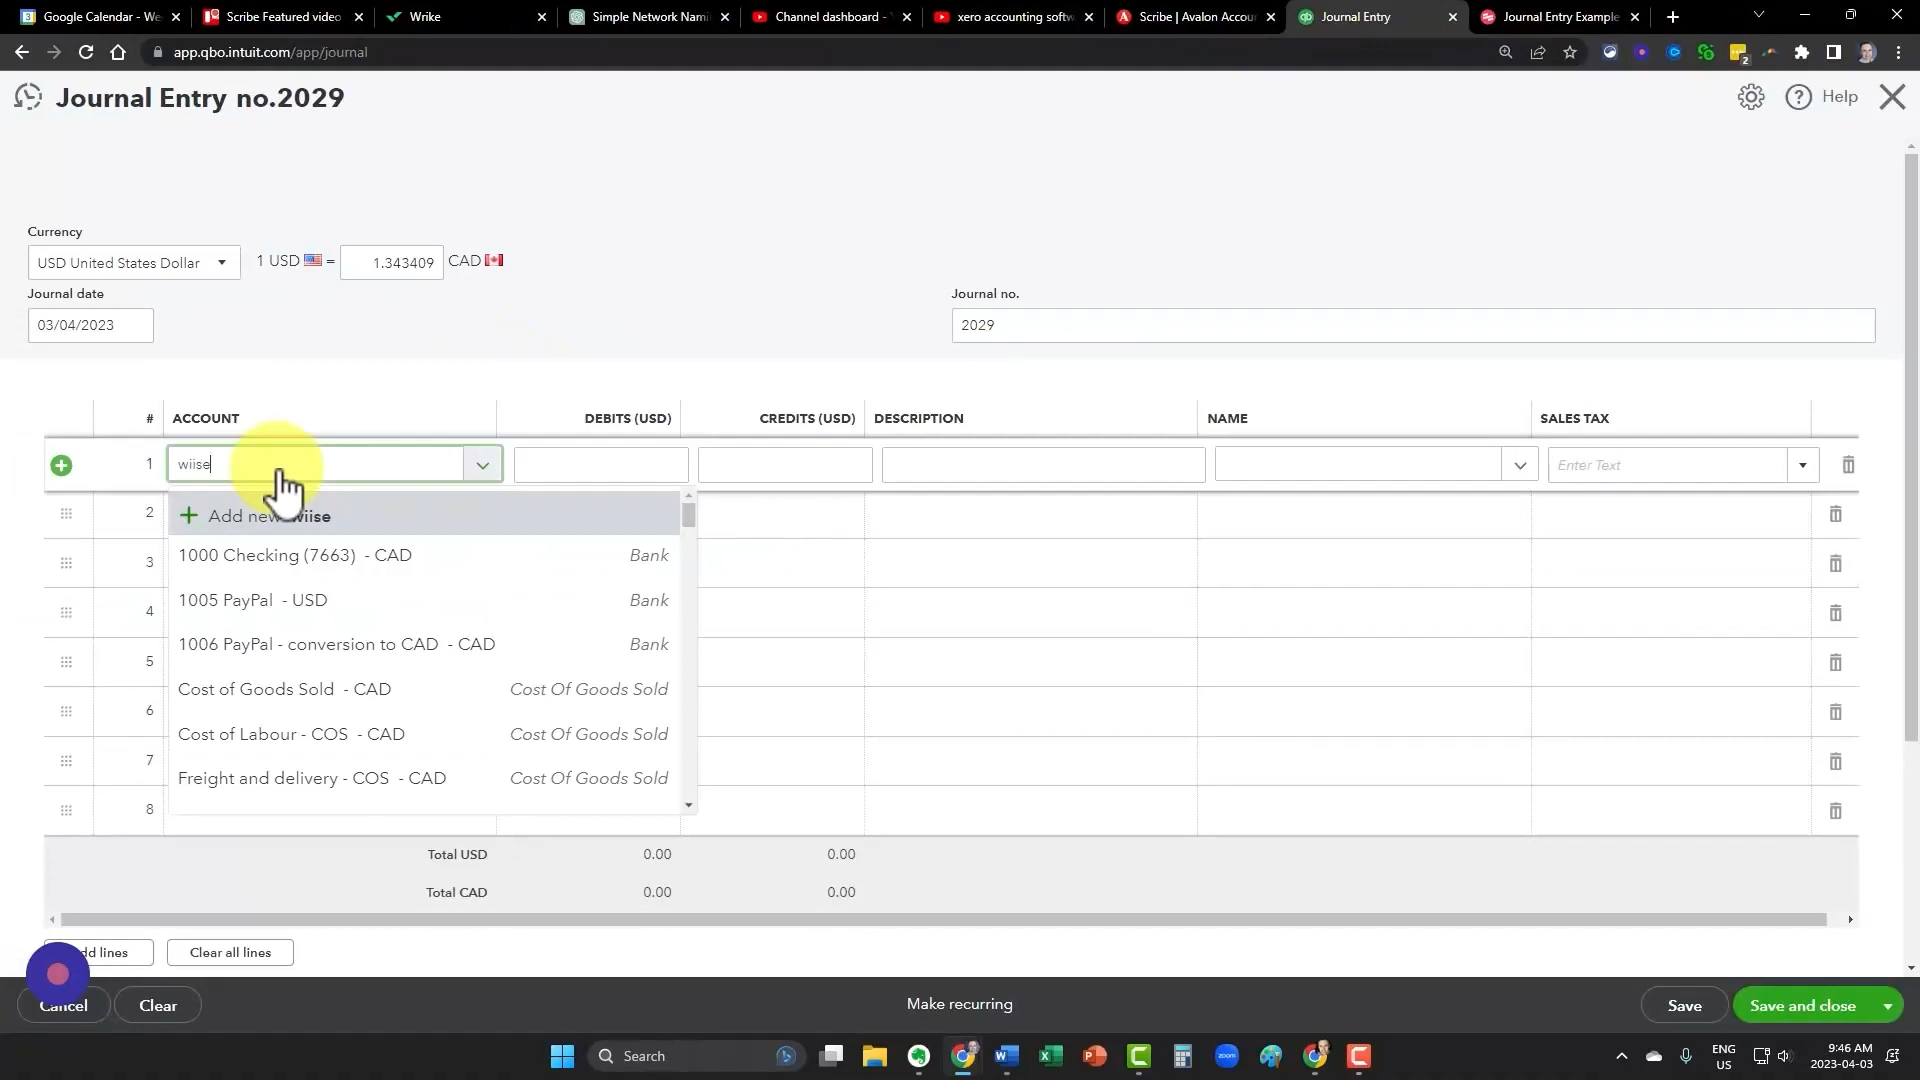 Google Calendar - We
Scribe Featured video
Wrike
Simple Network Nami
Channel dashboard -
xero accounting softw
Scribe | Avalon Accou
Journal Entry
Journal Entry Example
app.qbo.intuit.com/app/journal
2
Journal Entry no.2029
Help
Currency
USD United States Dollar
1 USD = 1.343409 CAD
Journal date
Journal no.
03/04/2023
2029
# ACCOUNT DEBITS (USD) CREDITS (USD) DESCRIPTION NAME SALES TAX
1 wiise Enter Text
2
Add new wiise
3
1000 Checking (7663) - CAD Bank
4
1005 PayPal - USD Bank
5
1006 PayPal - conversion to CAD - CAD Bank
6
Cost of Goods Sold - CAD Cost Of Goods Sold
7
Cost of Labour - COS - CAD Cost Of Goods Sold
8
Freight and delivery - COS - CAD Cost Of Goods Sold
Total USD 0.00 0.00
Total CAD 0.00 0.00
dd lines
Clear all lines
Cancel
Clear
Make recurring
Save
Save and close
Search
zoom
ENG
US
9:46 AM
2023-04-03